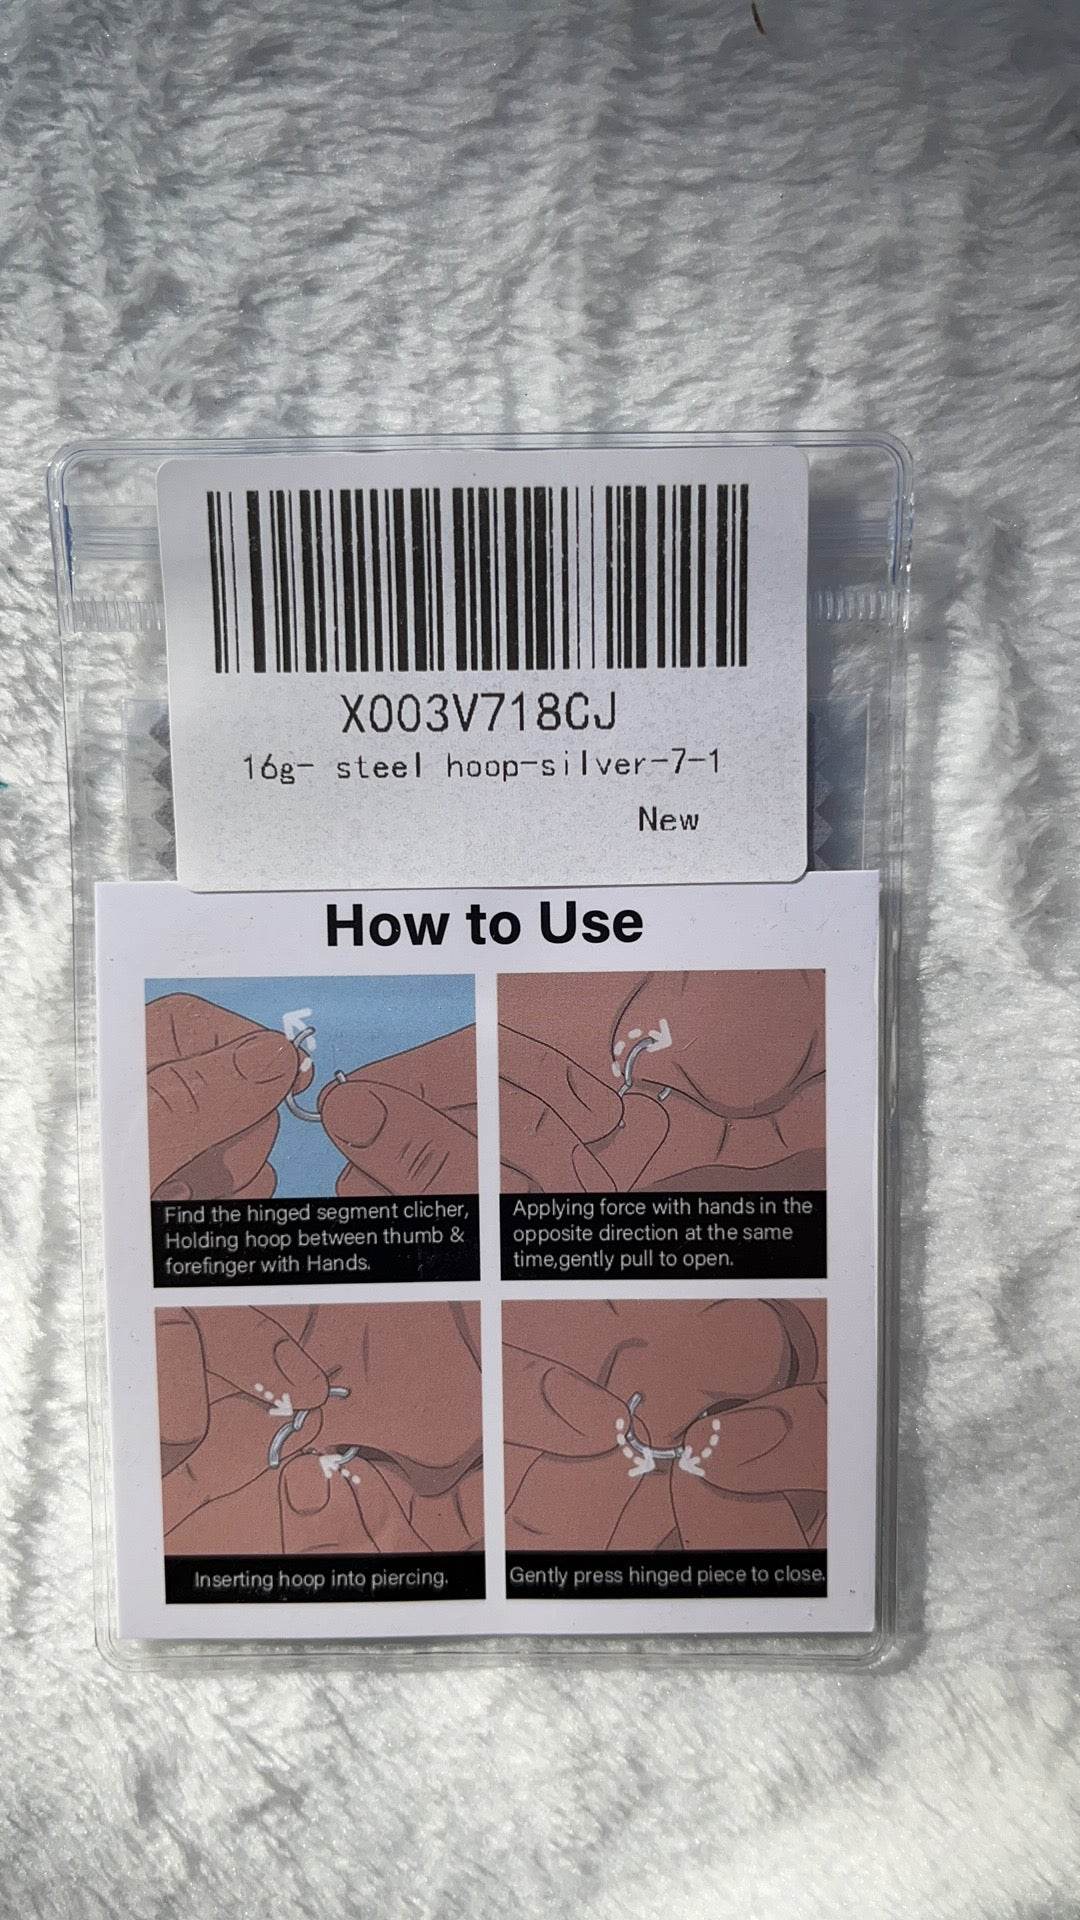 X003V718CJ
16g- steel hoop-silver-7-1
New
How to Use
Find the hinged segment clicher,
Holding hoop between thumb &
forefinger with Hands.
Applying force with hands in the
opposite direction at the same
time,gently pull to open.
Inserting hoop into piercing.
Gently press hinged piece to close.